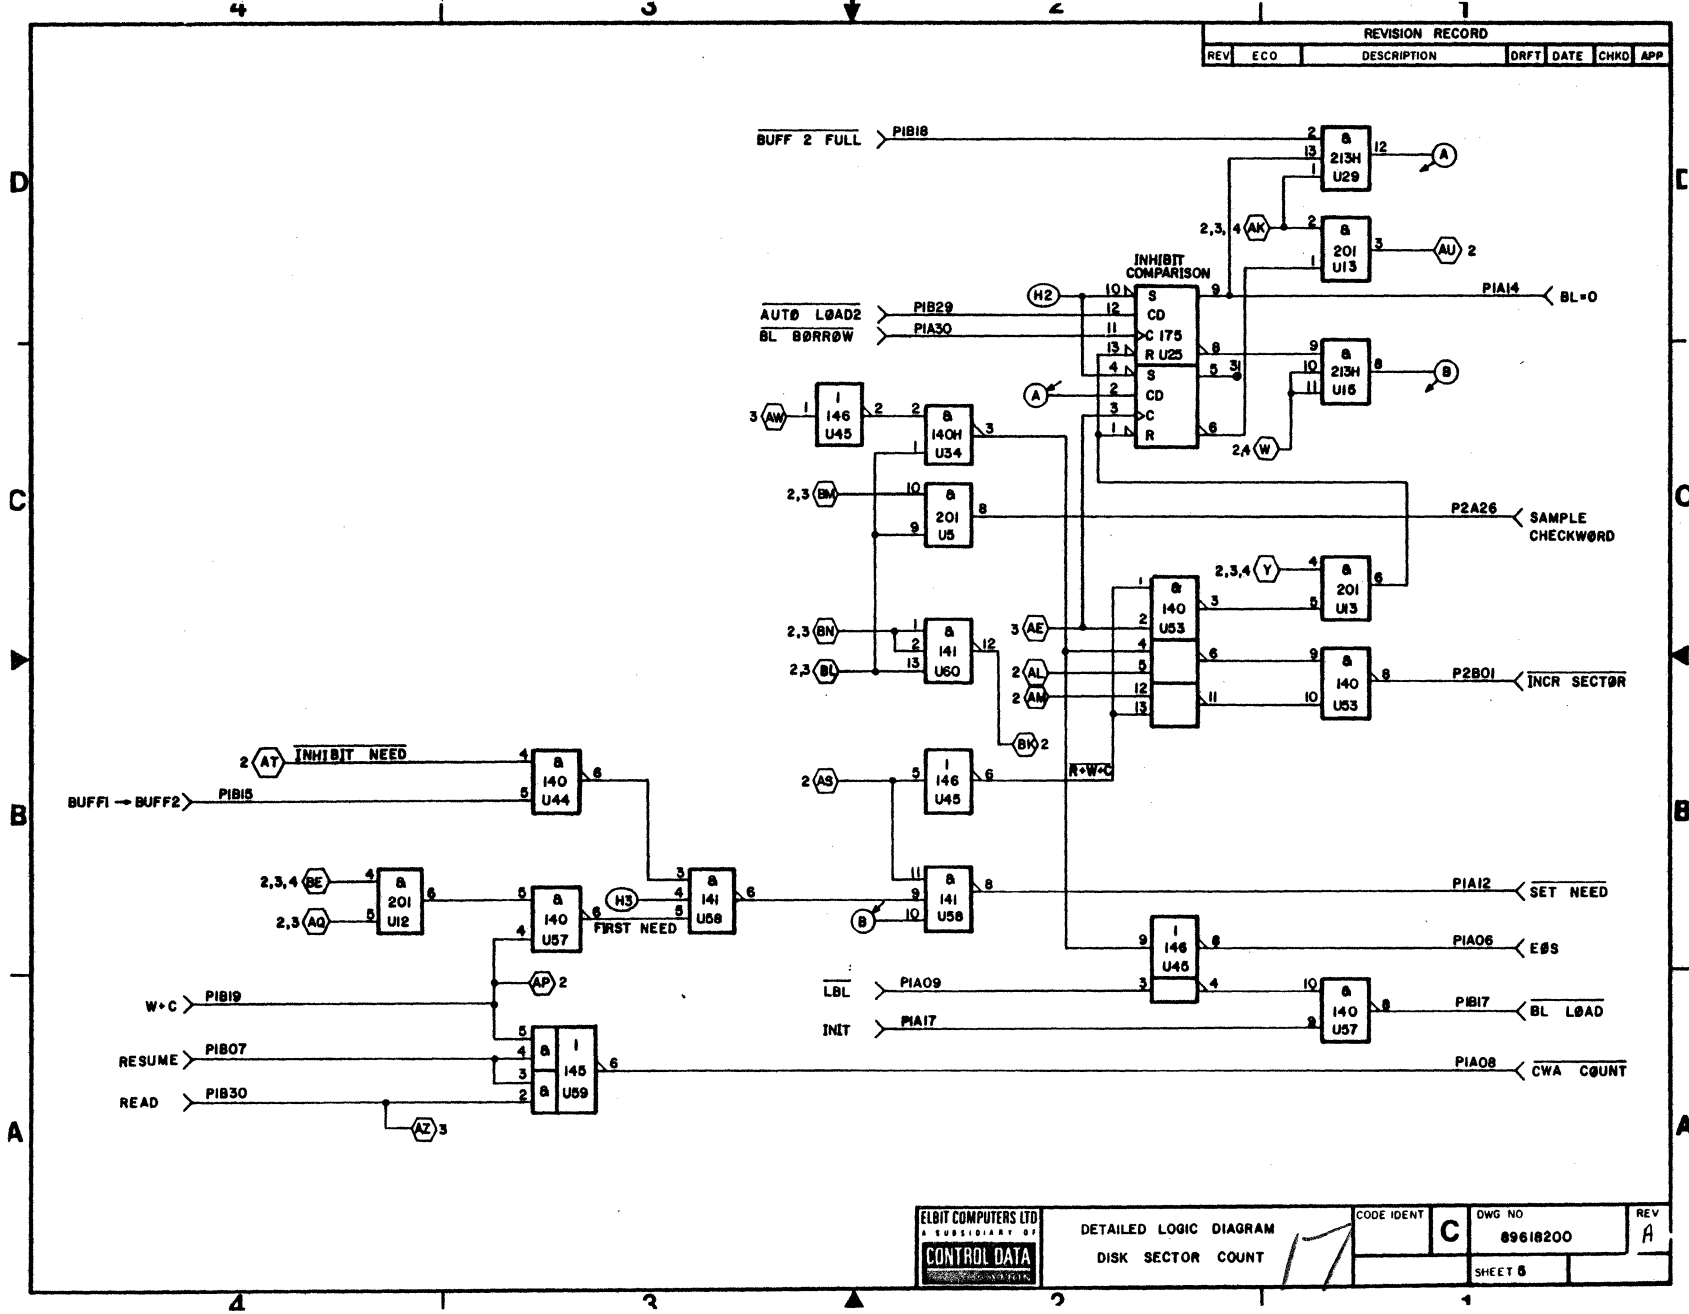 4 3 2 1
REVISION RECORD
REV ECO DESCRIPTION DRFT DATE CHKD APP
D
BUFF 2 FULL P1B18 2 & 12 A
13 213H
1 U29
2,3,4 AK 2 & 3 AU 2
201
1 U13
INHIBIT
COMPARISON
H2 10 S 9 P1A14 BL=0
AUTØ LØAD2 P1B29 12 CD
BL BØRRØW P1A30 11 C 175
13 R U25 8 9 & 8 B
10 213H
11 U16
4 S 5 31
A 2 CD
3 C
1 R 6
2,4 W
3 AW 1 I 2 2 & 3
146 140H
U45 1 U34
C
2,3 BM 10 & 8 P2A26 SAMPLE
201 CHECKWØRD
9 U5
2,3,4 Y 4 & 6
201
5 U13
1 & 3
140
3 AE 2 U53
2,3 BN 1 & 12
2 141
2,3 BL 13 U60
4 6 9 & 8 P2B01 INCR SECTØR
2 AL 5 140
2 AM 12 11 10 U53
13
BK 2
2 AT INHIBIT NEED 4 & 6
140
BUFF1 → BUFF2 P1B15 5 U44
B
2 AS 5 I 6 R+W+C
146
U45
2,3,4 BE 4 & 6 5 & 6
201 140
2,3 AQ 5 U12 4 U57
FIRST NEED
3 & 6
H3 4 141
5 U58
11 & 8 P1A12 SET NEED
9 141
B 10 U58
9 I 8 P1A06 EØS
146
U45
AP 2
LBL P1A09 3 4 10 & 8 P1B17 BL LØAD
140
INIT P1A17 9 U57
W+C P1B19
RESUME P1B07 5 & I 6 P1A08 CWA CØUNT
4 145
3 & U59
READ P1B30 2
AZ 3
A
ELBIT COMPUTERS LTD
A SUBSIDIARY OF
CONTROL DATA
DETAILED LOGIC DIAGRAM
DISK SECTOR COUNT
CODE IDENT C DWG NO
89618200
REV
A
SHEET 6
4 3 2 1